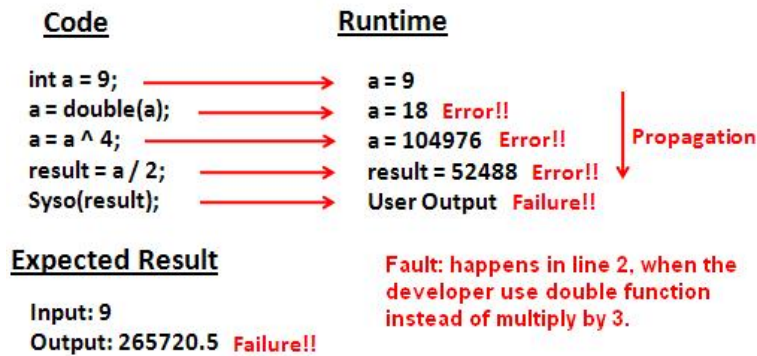 Code
Runtime
int a = 9;
a = 9
a = double(a);
a = 18 Error!!
a = a ^ 4;
a = 104976 Error!!
Propagation
result = a / 2;
result = 52488 Error!!
Syso(result);
User Output Failure!!
Expected Result
Input: 9
Output: 265720.5 Failure!!
Fault: happens in line 2, when the
developer use double function
instead of multiply by 3.